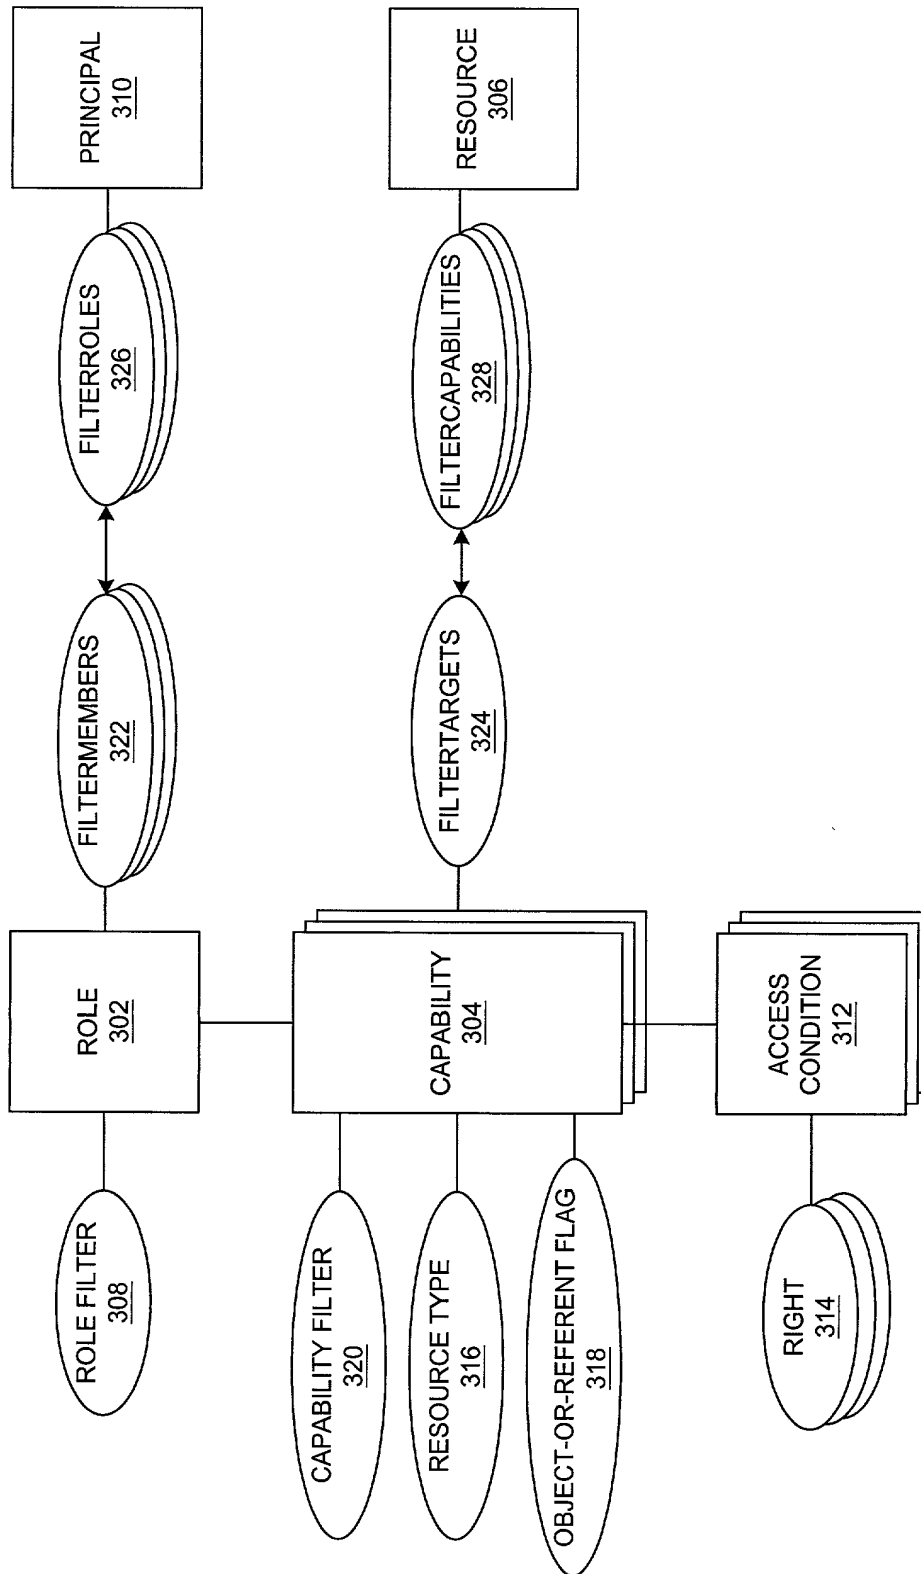 PRINCIPAL
310
RESOURCE
306
FILTERROLES
326
FILTERCAPABILITIES
328
FILTERMEMBERS
322
FILTERTARGETS
324
ROLE
302
CAPABILITY
304
ACCESS
CONDITION
312
ROLE FILTER
308
CAPABILITY FILTER
320
RESOURCE TYPE
316
OBJECT-OR-REFERENT FLAG
318
RIGHT
314